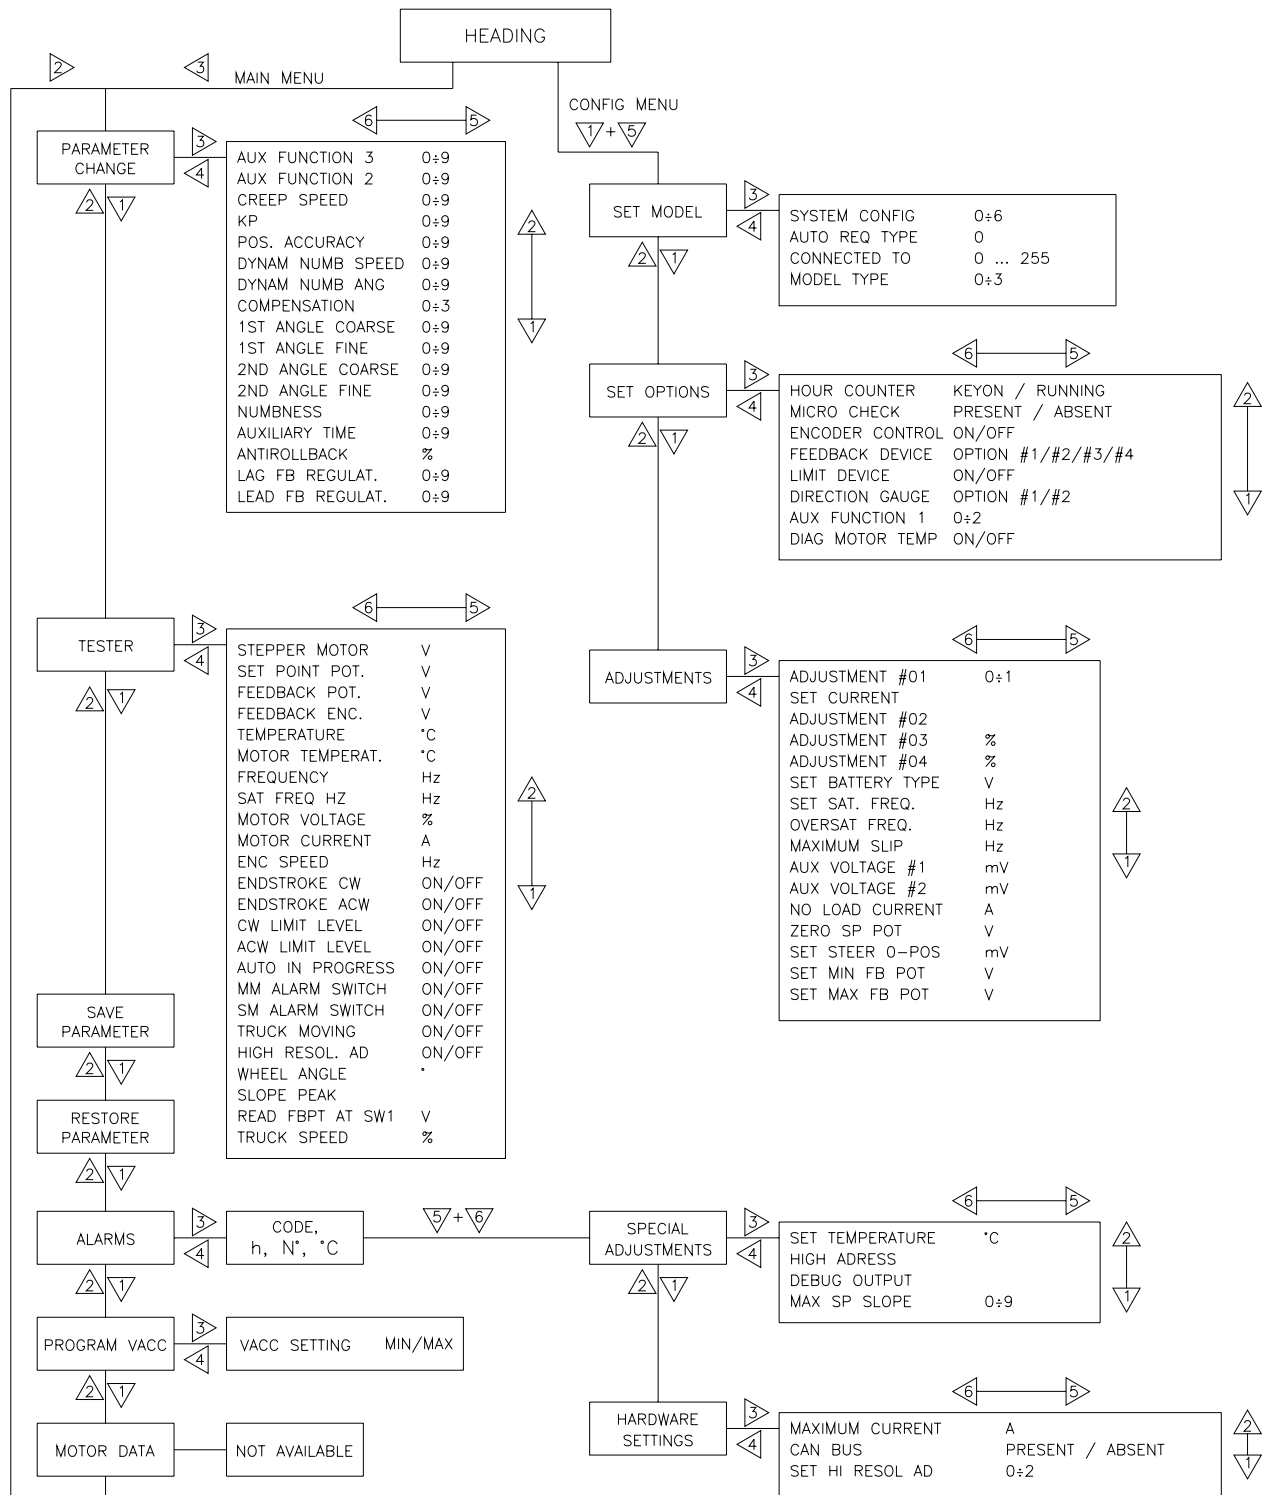 HEADING
2
3
MAIN MENU
CONFIG MENU
1 + 5
6
5
PARAMETER
CHANGE
3
4
2 1
AUX FUNCTION 3 0÷9
AUX FUNCTION 2 0÷9
CREEP SPEED 0÷9
KP 0÷9
POS. ACCURACY 0÷9
DYNAM NUMB SPEED 0÷9
DYNAM NUMB ANG 0÷9
COMPENSATION 0÷3
1ST ANGLE COARSE 0÷9
1ST ANGLE FINE 0÷9
2ND ANGLE COARSE 0÷9
2ND ANGLE FINE 0÷9
NUMBNESS 0÷9
AUXILIARY TIME 0÷9
ANTIROLLBACK %
LAG FB REGULAT. 0÷9
LEAD FB REGULAT. 0÷9
2
1
SET MODEL
3
4
2 1
SYSTEM CONFIG 0÷6
AUTO REQ TYPE 0
CONNECTED TO 0 ... 255
MODEL TYPE 0÷3
6
5
SET OPTIONS
3
4
2 1
HOUR COUNTER KEYON / RUNNING
MICRO CHECK PRESENT / ABSENT
ENCODER CONTROL ON/OFF
FEEDBACK DEVICE OPTION #1/#2/#3/#4
LIMIT DEVICE ON/OFF
DIRECTION GAUGE OPTION #1/#2
AUX FUNCTION 1 0÷2
DIAG MOTOR TEMP ON/OFF
2
1
6
5
TESTER
3
4
2 1
STEPPER MOTOR V
SET POINT POT. V
FEEDBACK POT. V
FEEDBACK ENC. V
TEMPERATURE °C
MOTOR TEMPERAT. °C
FREQUENCY Hz
SAT FREQ HZ Hz
MOTOR VOLTAGE %
MOTOR CURRENT A
ENC SPEED Hz
ENDSTROKE CW ON/OFF
ENDSTROKE ACW ON/OFF
CW LIMIT LEVEL ON/OFF
ACW LIMIT LEVEL ON/OFF
AUTO IN PROGRESS ON/OFF
MM ALARM SWITCH ON/OFF
SM ALARM SWITCH ON/OFF
TRUCK MOVING ON/OFF
HIGH RESOL. AD ON/OFF
WHEEL ANGLE °
SLOPE PEAK
READ FBPT AT SW1 V
TRUCK SPEED %
2
1
6
5
ADJUSTMENTS
3
4
ADJUSTMENT #01 0÷1
SET CURRENT
ADJUSTMENT #02
ADJUSTMENT #03 %
ADJUSTMENT #04 %
SET BATTERY TYPE V
SET SAT. FREQ. Hz
OVERSAT FREQ. Hz
MAXIMUM SLIP Hz
AUX VOLTAGE #1 mV
AUX VOLTAGE #2 mV
NO LOAD CURRENT A
ZERO SP POT V
SET STEER 0-POS mV
SET MIN FB POT V
SET MAX FB POT V
2
1
SAVE
PARAMETER
2 1
RESTORE
PARAMETER
2 1
ALARMS
3
4
2 1
CODE,
h, N°, °C
5 + 6
SPECIAL
ADJUSTMENTS
3
4
2 1
6
5
SET TEMPERATURE °C
HIGH ADRESS
DEBUG OUTPUT
MAX SP SLOPE 0÷9
2
1
PROGRAM VACC
3
4
2 1
VACC SETTING MIN/MAX
MOTOR DATA
NOT AVAILABLE
HARDWARE
SETTINGS
3
4
6
5
MAXIMUM CURRENT A
CAN BUS PRESENT / ABSENT
SET HI RESOL AD 0÷2
2
1